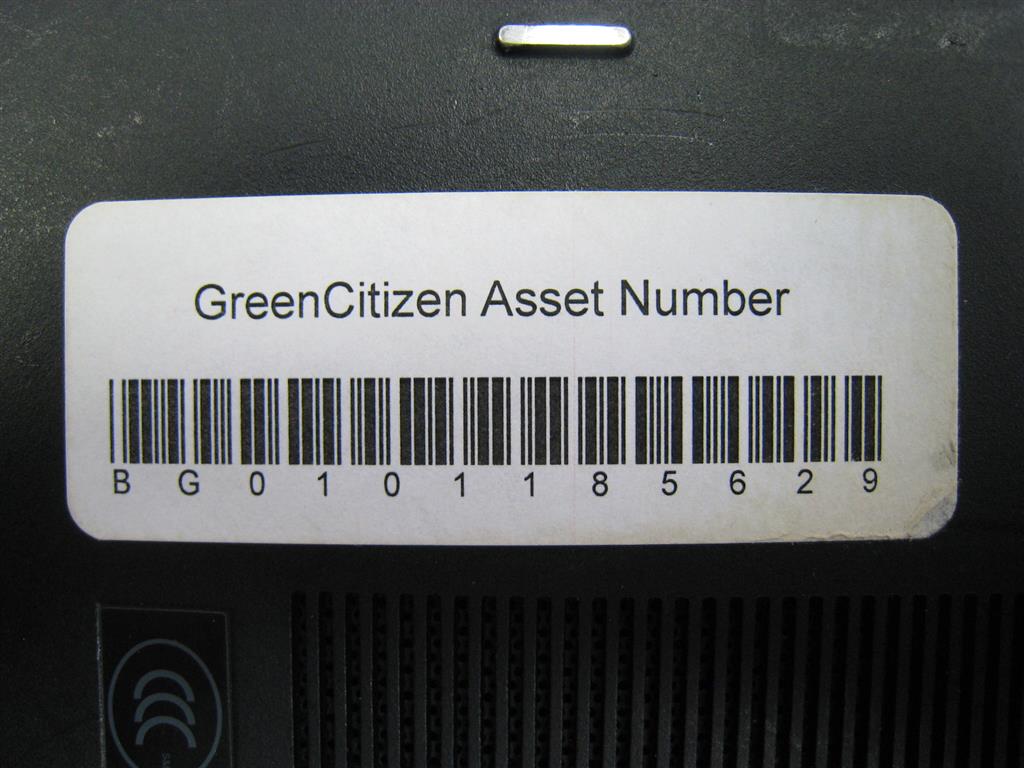 GreenCitizen Asset Number
B G 0 1 0 1 1 8 5 6 2 9